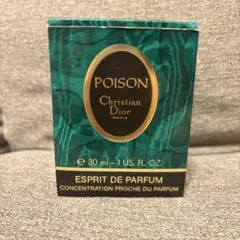 POISON
Christian
Dior
PARIS
℮ 30 ml - 1 US. FL. OZ.
ESPRIT DE PARFUM
CONCENTRATION PROCHE DU PARFUM